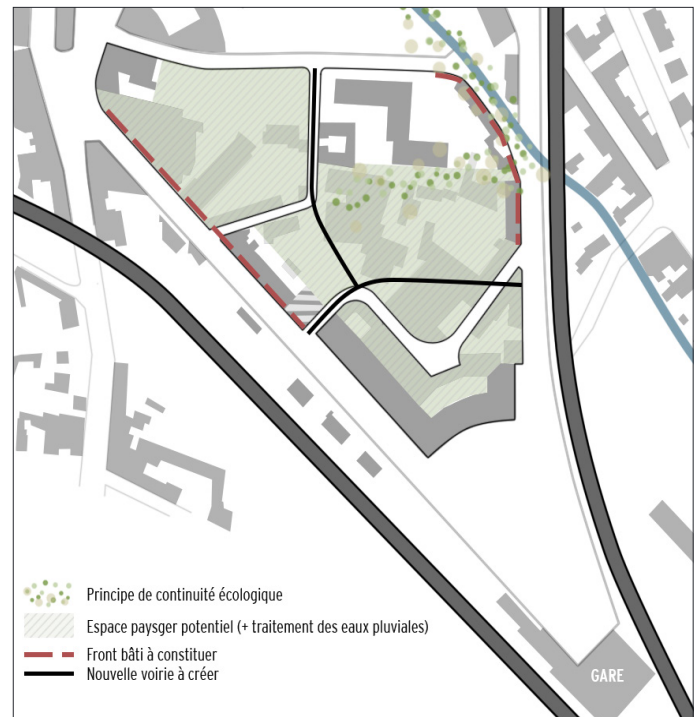 Principe de continuité écologique
Espace paysger potentiel (+ traitement des eaux pluviales)
Front bâti à constituer
Nouvelle voirie à créer
GARE